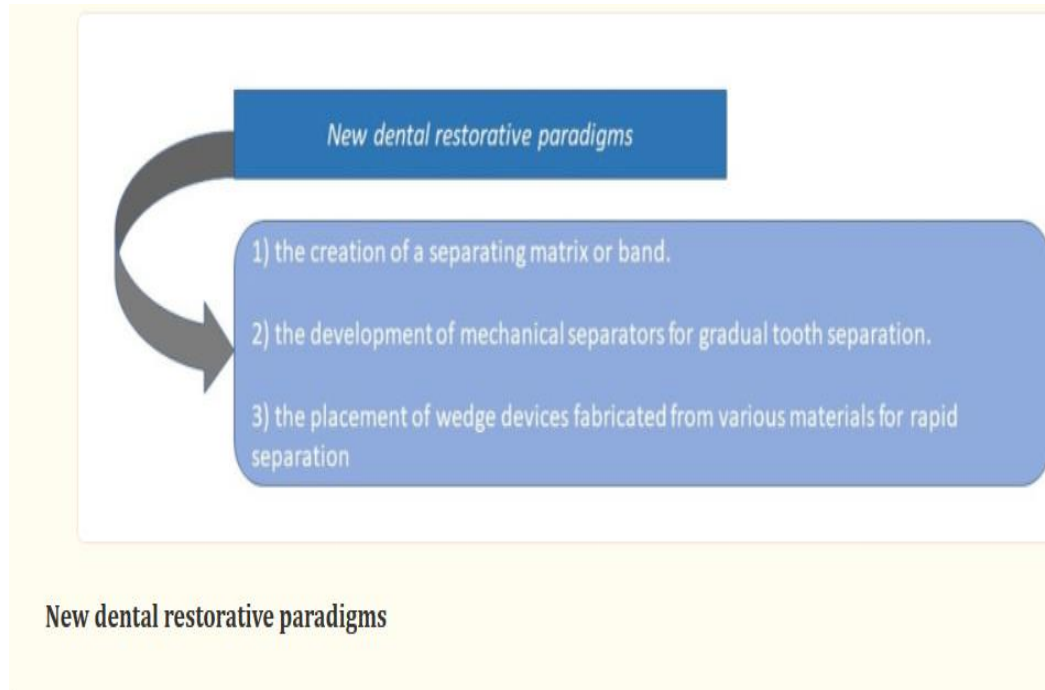 New dental restorative paradigms
1) the creation of a separating matrix or band.
2) the development of mechanical separators for gradual tooth separation.
3) the placement of wedge devices fabricated from various materials for rapid
separation
New dental restorative paradigms